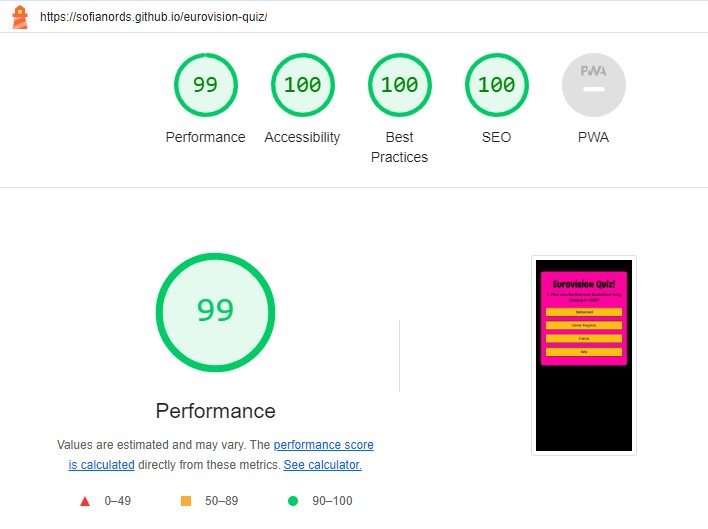 https://sofianords.github.io/eurovision-quiz/
99
100
100
100
PWA
Performance
Accessibility
Best
Practices
SEO
PWA
99
Performance
Values are estimated and may vary. The performance score
is calculated directly from these metrics. See calculator.
0–49
50–89
90–100
Eurovision Quiz!
Switzerland
United Kingdom
France
Italy